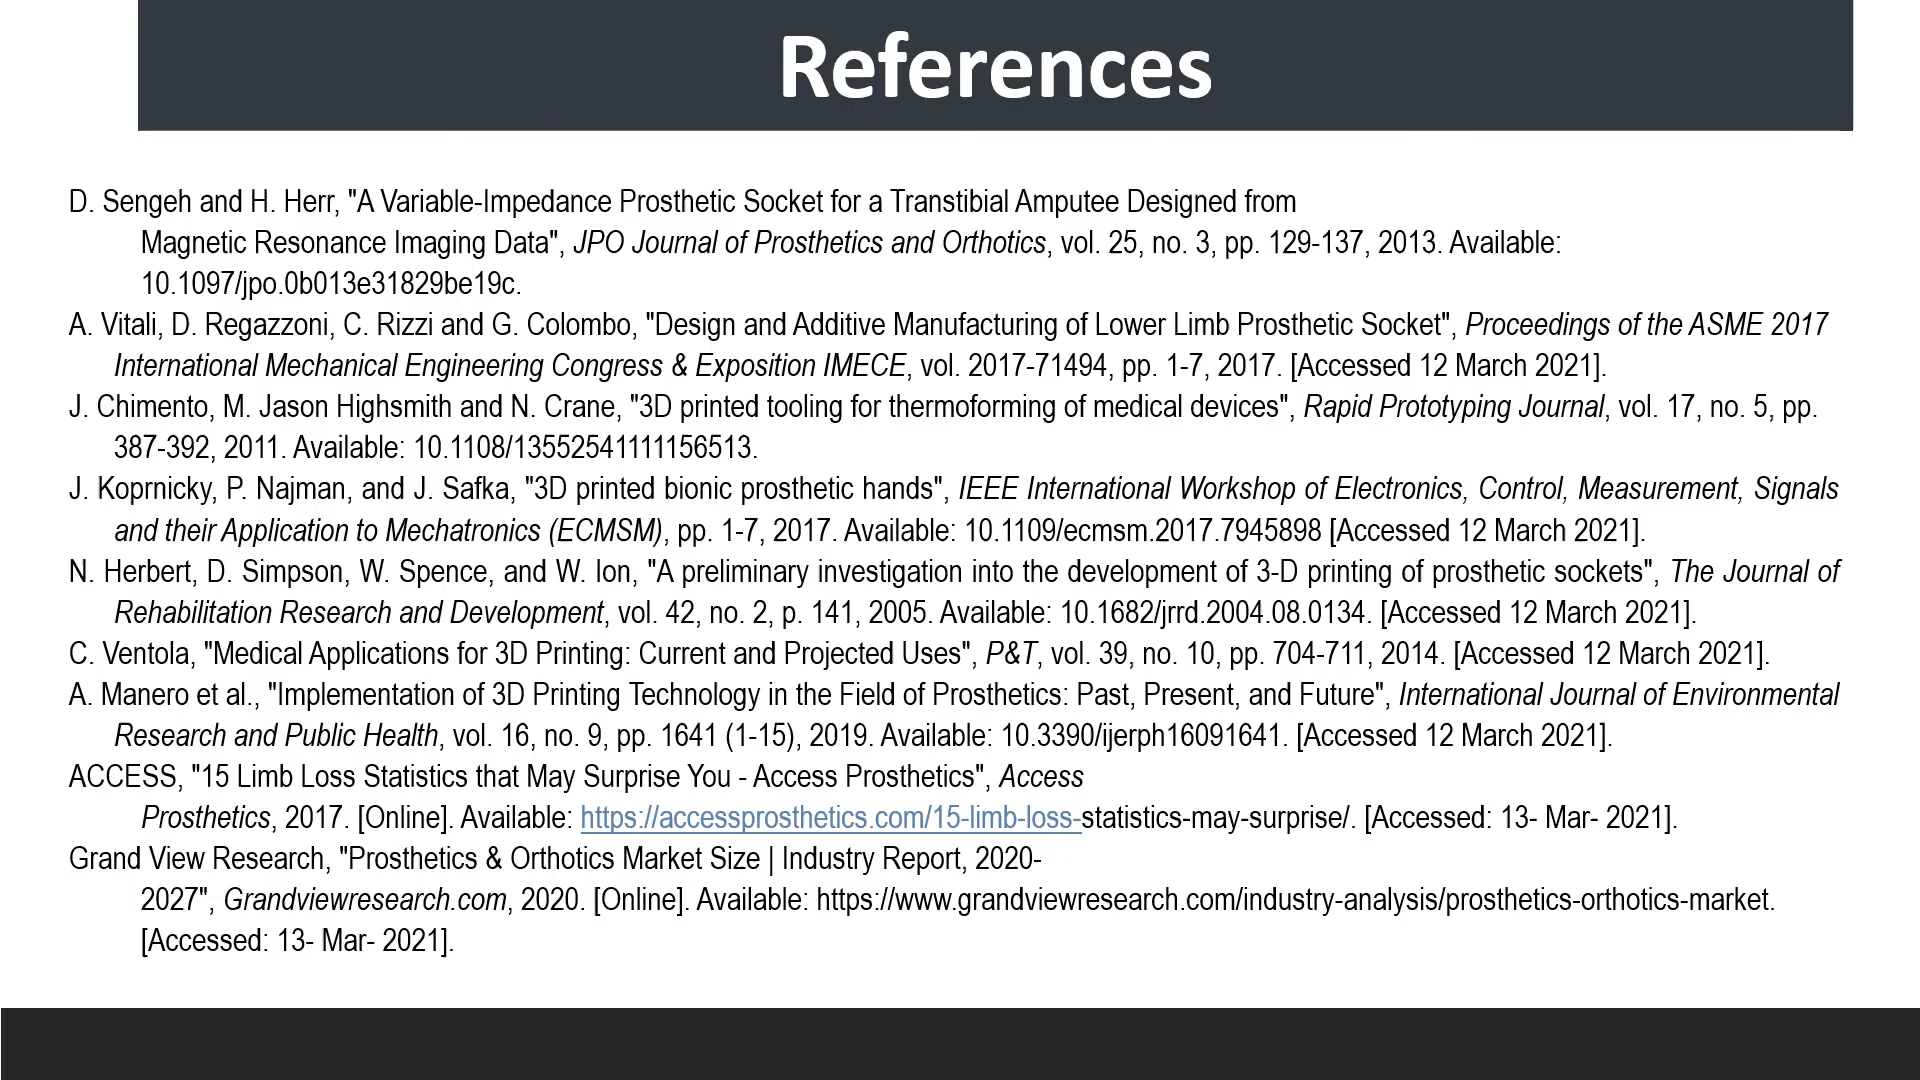 References
D. Sengeh and H. Herr, "A Variable-Impedance Prosthetic Socket for a Transtibial Amputee Designed from
Magnetic Resonance Imaging Data", JPO Journal of Prosthetics and Orthotics, vol. 25, no. 3, pp. 129-137, 2013. Available:
10.1097/jpo.0b013e31829be19c.
A. Vitali, D. Regazzoni, C. Rizzi and G. Colombo, "Design and Additive Manufacturing of Lower Limb Prosthetic Socket", Proceedings of the ASME 2017
International Mechanical Engineering Congress & Exposition IMECE, vol. 2017-71494, pp. 1-7, 2017. [Accessed 12 March 2021].
J. Chimento, M. Jason Highsmith and N. Crane, "3D printed tooling for thermoforming of medical devices", Rapid Prototyping Journal, vol. 17, no. 5, pp.
387-392, 2011. Available: 10.1108/13552541111156513.
J. Koprnicky, P. Najman, and J. Safka, "3D printed bionic prosthetic hands", IEEE International Workshop of Electronics, Control, Measurement, Signals
and their Application to Mechatronics (ECMSM), pp. 1-7, 2017. Available: 10.1109/ecmsm.2017.7945898 [Accessed 12 March 2021].
N. Herbert, D. Simpson, W. Spence, and W. Ion, "A preliminary investigation into the development of 3-D printing of prosthetic sockets", The Journal of
Rehabilitation Research and Development, vol. 42, no. 2, p. 141, 2005. Available: 10.1682/jrrd.2004.08.0134. [Accessed 12 March 2021].
C. Ventola, "Medical Applications for 3D Printing: Current and Projected Uses", P&T, vol. 39, no. 10, pp. 704-711, 2014. [Accessed 12 March 2021].
A. Manero et al., "Implementation of 3D Printing Technology in the Field of Prosthetics: Past, Present, and Future", International Journal of Environmental
Research and Public Health, vol. 16, no. 9, pp. 1641 (1-15), 2019. Available: 10.3390/ijerph16091641. [Accessed 12 March 2021].
ACCESS, "15 Limb Loss Statistics that May Surprise You - Access Prosthetics", Access
Prosthetics, 2017. [Online]. Available: https://accessprosthetics.com/15-limb-loss-statistics-may-surprise/. [Accessed: 13- Mar- 2021].
Grand View Research, "Prosthetics & Orthotics Market Size | Industry Report, 2020-
2027", Grandviewresearch.com, 2020. [Online]. Available: https://www.grandviewresearch.com/industry-analysis/prosthetics-orthotics-market.
[Accessed: 13- Mar- 2021].